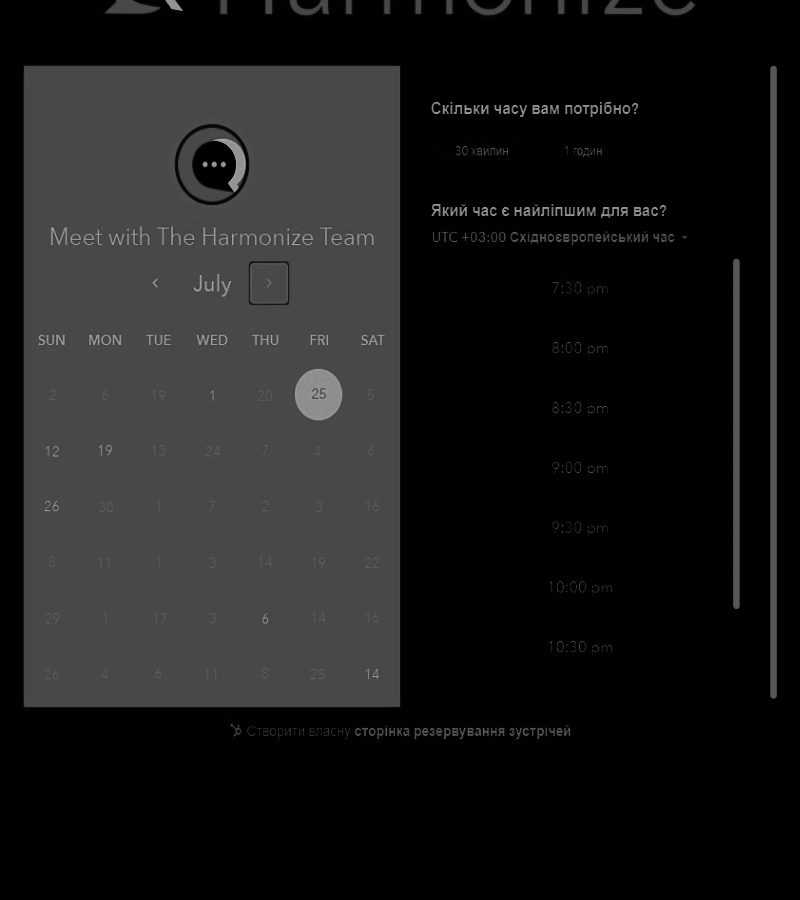 Harmonize
Meet with The Harmonize Team
July
SUN MON TUE WED THU FRI SAT
2 6 19 1 20 25 5
12 19 13 24 7 4 6
26 30 1 7 2 3 16
8 11 1 3 14 19 22
29 1 17 3 6 14 16
26 4 6 11 8 25 14
Скільки часу вам потрібно?
30 хвилин 1 годин
Який час є найліпшим для вас?
UTC +03:00 Східноєвропейський час
7:30 pm
8:00 pm
8:30 pm
9:00 pm
9:30 pm
10:00 pm
10:30 pm
Створити власну сторінка резервування зустрічей